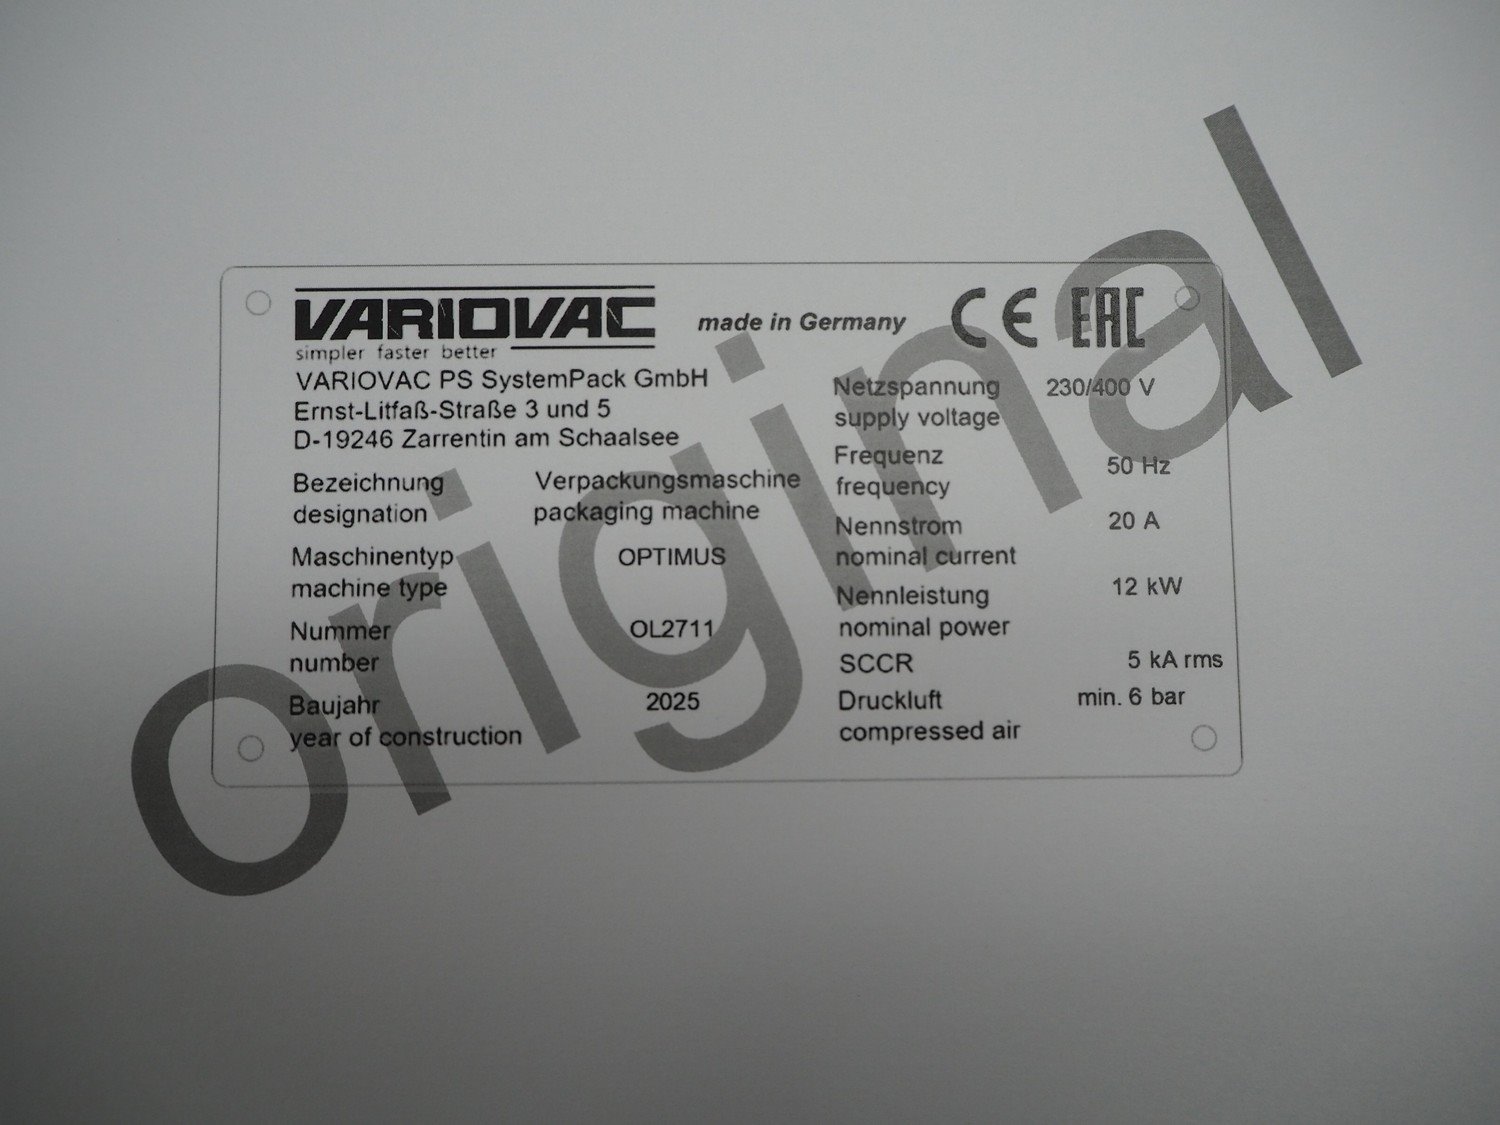 VARIOVAC
simpler faster better
made in Germany
CE EAC
VARIOVAC PS SystemPack GmbH
Ernst-Litfaß-Straße 3 und 5
D-19246 Zarrentin am Schaalsee
Bezeichnung Verpackungsmaschine
designation packaging machine
Maschinentyp OPTIMUS
machine type
Nummer OL2711
number
Baujahr 2025
year of construction
Netzspannung 230/400 V
supply voltage
Frequenz 50 Hz
frequency
Nennstrom 20 A
nominal current
Nennleistung 12 kW
nominal power
SCCR 5 kA rms
Druckluft min. 6 bar
compressed air
original